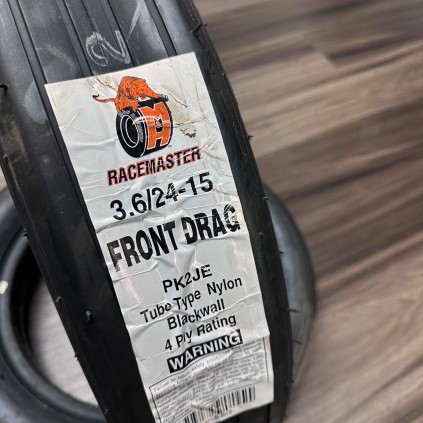 M&H
RACEMASTER
3.6/24-15
FRONT DRAG
PK2JE
Tube Type Nylon
Blackwall
4 Ply Rating
WARNING